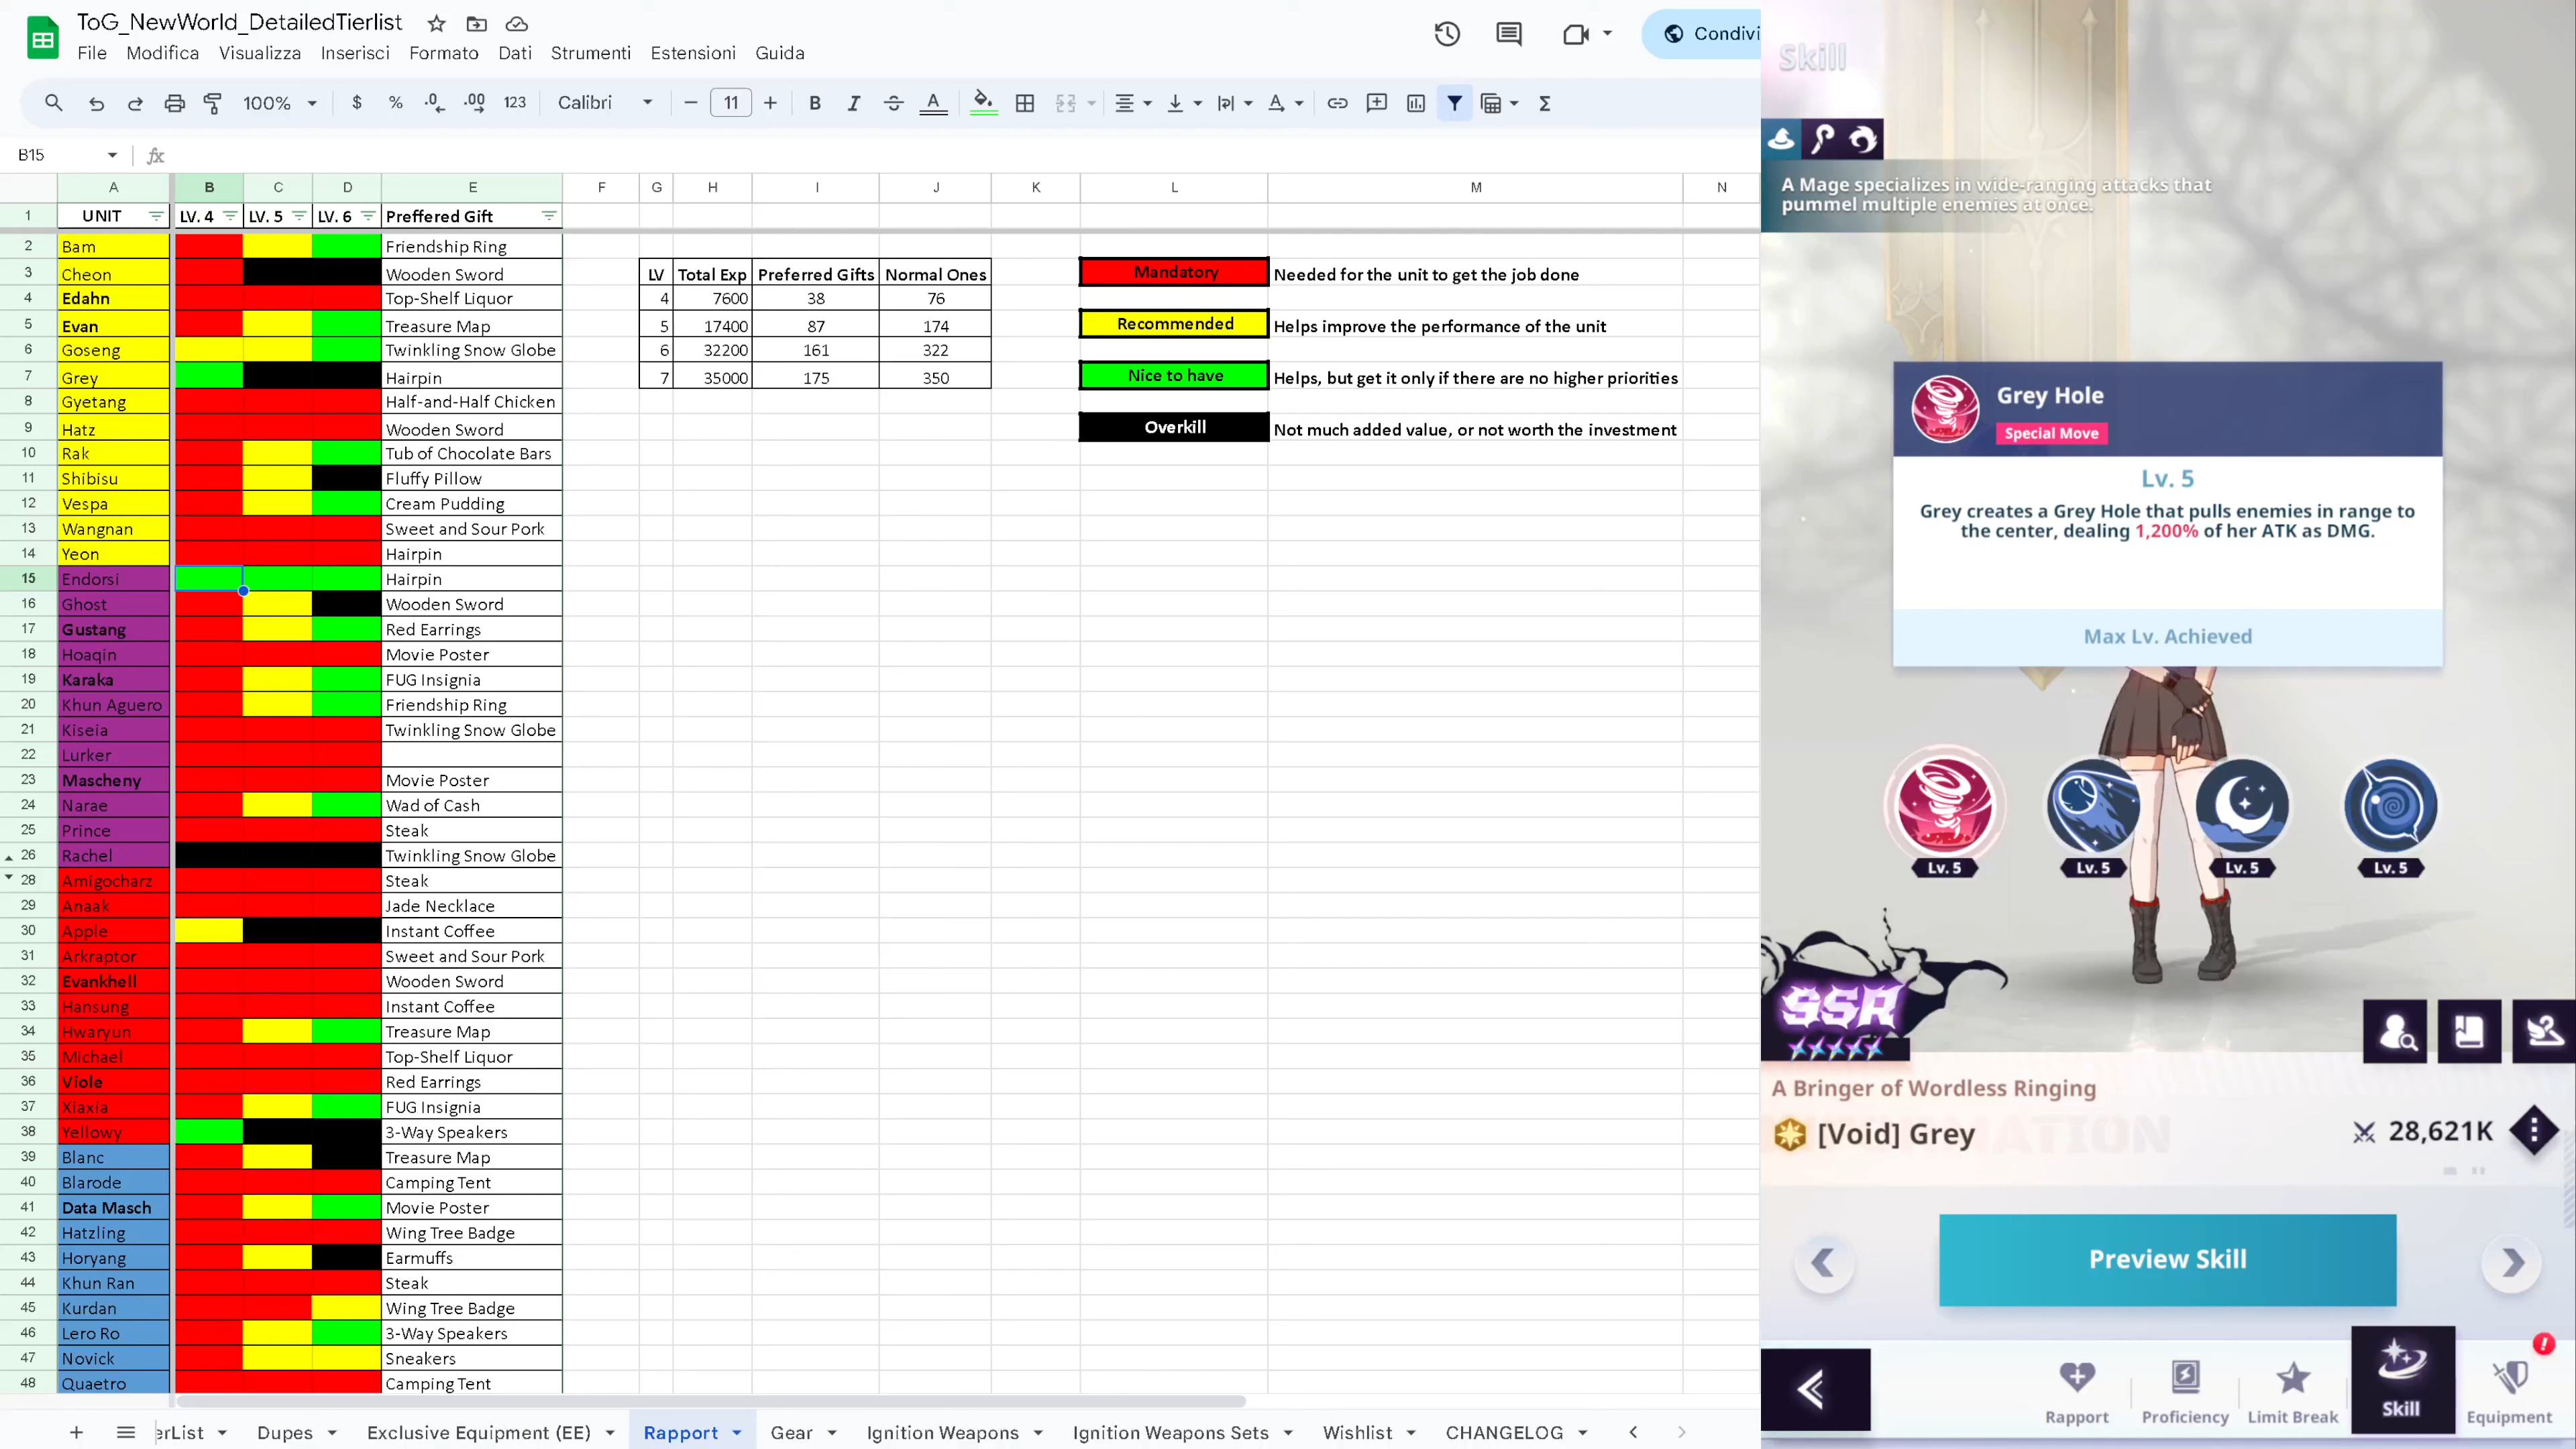 ToG_NewWorld_DetailedTierlist
File Modifica Visualizza Inserisci Formato Dati Strumenti Estensioni Guida
Condivi
100% $ % .0 .00 123 Calibri 11 B I A
B15 fx
A B C D E F G H I J K L M N
1 UNIT LV. 4 LV. 5 LV. 6 Preffered Gift
2 Bam Friendship Ring
3 Cheon Wooden Sword LV Total Exp Preferred Gifts Normal Ones Mandatory Needed for the unit to get the job done
4 Edahn Top-Shelf Liquor 4 7600 38 76
5 Evan Treasure Map 5 17400 87 174 Recommended Helps improve the performance of the unit
6 Goseng Twinkling Snow Globe 6 32200 161 322
7 Grey Hairpin 7 35000 175 350 Nice to have Helps, but get it only if there are no higher priorities
8 Gyetang Half-and-Half Chicken
9 Hatz Wooden Sword Overkill Not much added value, or not worth the investment
10 Rak Tub of Chocolate Bars
11 Shibisu Fluffy Pillow
12 Vespa Cream Pudding
13 Wangnan Sweet and Sour Pork
14 Yeon Hairpin
15 Endorsi Hairpin
16 Ghost Wooden Sword
17 Gustang Red Earrings
18 Hoaqin Movie Poster
19 Karaka FUG Insignia
20 Khun Aguero Friendship Ring
21 Kiseia Twinkling Snow Globe
22 Lurker
23 Mascheny Movie Poster
24 Narae Wad of Cash
25 Prince Steak
26 Rachel Twinkling Snow Globe
28 Amigocharz Steak
29 Anaak Jade Necklace
30 Apple Instant Coffee
31 Arkraptor Sweet and Sour Pork
32 Evankhell Wooden Sword
33 Hansung Instant Coffee
34 Hwaryun Treasure Map
35 Michael Top-Shelf Liquor
36 Viole Red Earrings
37 Xiaxia FUG Insignia
38 Yellowy 3-Way Speakers
39 Blanc Treasure Map
40 Blarode Camping Tent
41 Data Masch Movie Poster
42 Hatzling Wing Tree Badge
43 Horyang Earmuffs
44 Khun Ran Steak
45 Kurdan Wing Tree Badge
46 Lero Ro 3-Way Speakers
47 Novick Sneakers
48 Quaetro Camping Tent
erList Dupes Exclusive Equipment (EE) Rapport Gear Ignition Weapons Ignition Weapons Sets Wishlist CHANGELOG
Skill
A Mage specializes in wide-ranging attacks that
pummel multiple enemies at once.
Grey Hole
Special Move
Lv. 5
Grey creates a Grey Hole that pulls enemies in range to
the center, dealing 1,200% of her ATK as DMG.
Max Lv. Achieved
Lv. 5 Lv. 5 Lv. 5 Lv. 5
SSR
A Bringer of Wordless Ringing
[Void] Grey 28,621K
Preview Skill
Rapport Proficiency Limit Break Skill Equipment